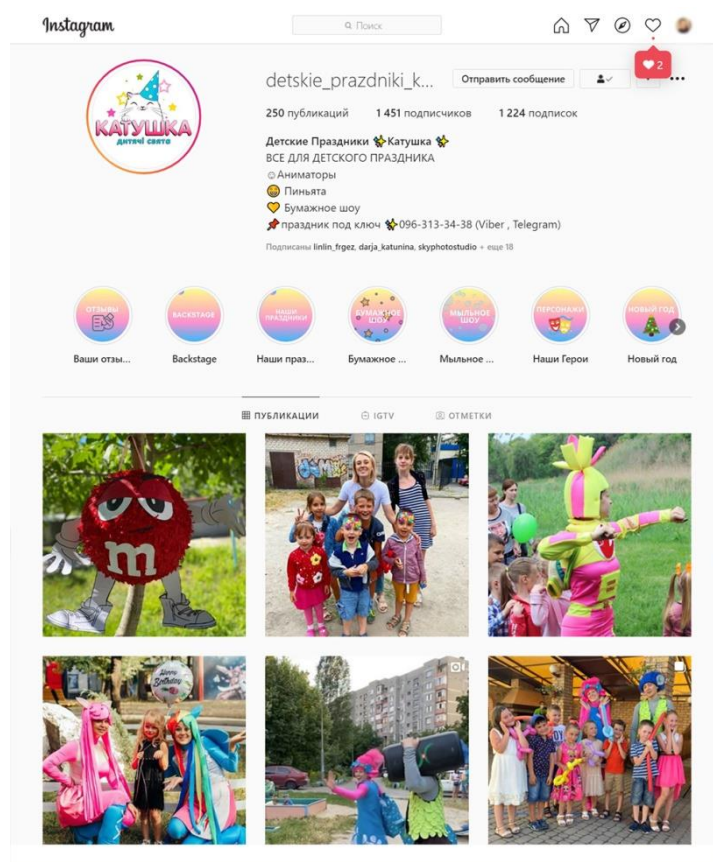 Instagram
Поиск
2
detskie_prazdniki_k...
Отправить сообщение
250 публикаций 1 451 подписчиков 1 224 подписок
КАТУШКА
дитячі свята
Детские Праздники Катушка
ВСЕ ДЛЯ ДЕТСКОГО ПРАЗДНИКА
Аниматоры
Пиньята
Бумажное шоу
праздник под ключ 096-313-34-38 (Viber , Telegram)
Подписаны linlin_frgez, darja_katunina, skyphotostudio + еще 18
ОТЗЫВЫ
BACKSTAGE
НАШИ
ПРАЗДНИКИ
БУМАЖНОЕ
ШОУ
МЫЛЬНОЕ
ШОУ
ПЕРСОНАЖИ
НОВЫЙ ГОД
Ваши отзы... Backstage Наши праз... Бумажное ... Мыльное ... Наши Герои Новый год
ПУБЛИКАЦИИ IGTV ОТМЕТКИ
m
Happy
Birthday